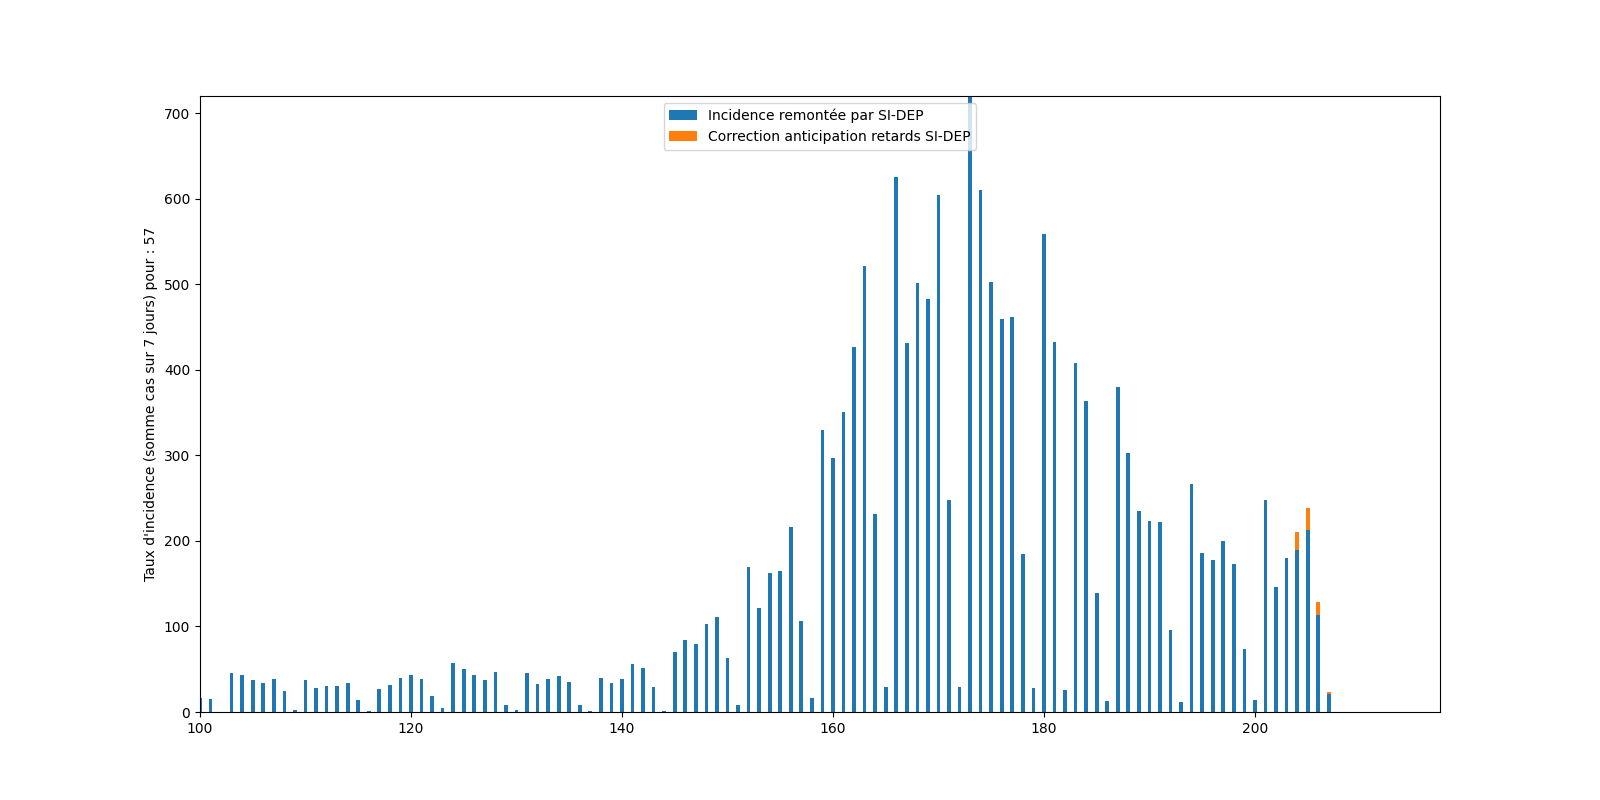 Incidence remontée par SI-DEP
Correction anticipation retards SI-DEP
Taux d'incidence (somme cas sur 7 jours) pour : 57
700
600
500
400
300
200
100
0
100 120 140 160 180 200